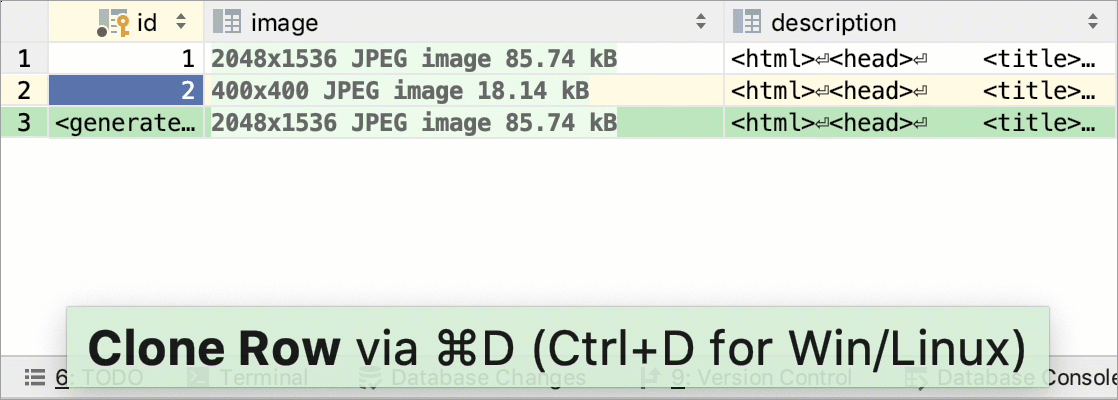 id image description
1 1 2048x1536 JPEG image 85.74 kB <html>⏎<head>⏎ <title>…
2 2 400x400 JPEG image 18.14 kB <html>⏎<head>⏎ <title>…
3 <generate… 2048x1536 JPEG image 85.74 kB <html>⏎<head>⏎ <title>…
Clone Row via ⌘D (Ctrl+D for Win/Linux)
6: TODO Terminal Database Changes 9: Version Control Database Console